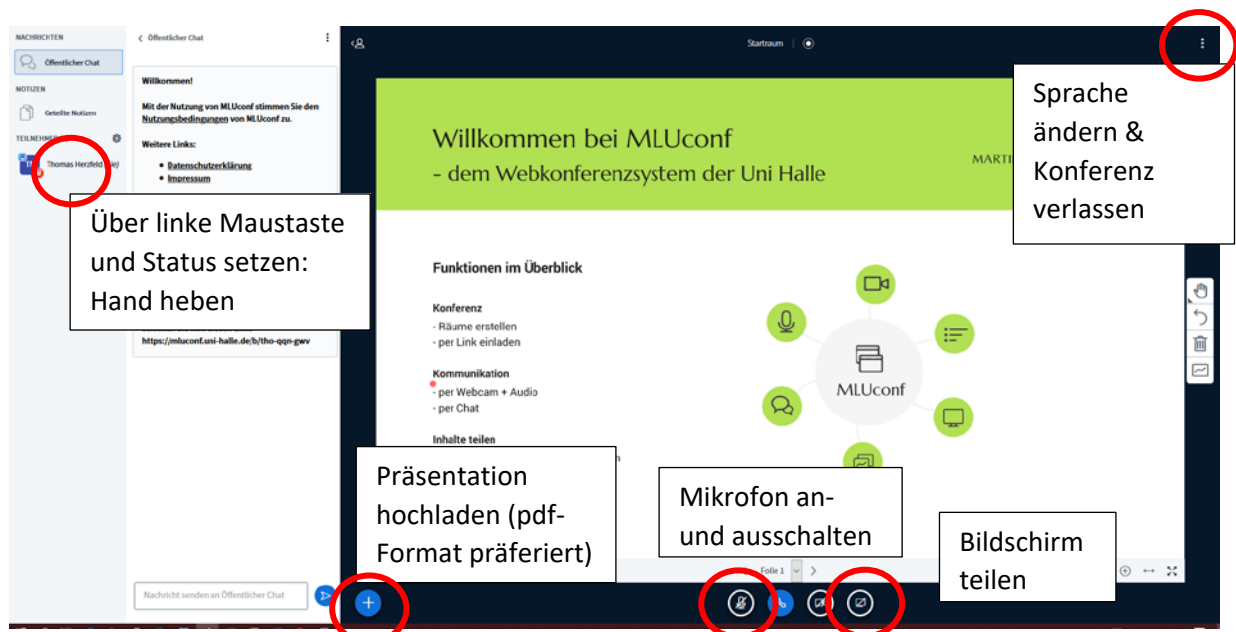 NACHRICHTEN
Öffentlicher Chat
NOTIZEN
Geteilte Notizen
Thomas Herzfeld
Öffentlicher Chat
Willkommen!
Mit der Nutzung von MLUconf stimmen Sie den
Nutzungsbedingungen von MLUconf zu.
Weitere Links:
• Datenschutzerklärung
• Impressum
https://mluconf.uni-halle.de/b/tho-qqn-gwv
Nachricht senden an Öffentlicher Chat
Über linke Maustaste
und Status setzen:
Hand heben
Startraum
Willkommen bei MLUconf
- dem Webkonferenzsystem der Uni Halle
Funktionen im Überblick
Konferenz
- Räume erstellen
- per Link einladen
Kommunikation
- per Webcam + Audio
- per Chat
Inhalte teilen
MLUconf
Sprache
ändern &
Konferenz
verlassen
Präsentation
hochladen (pdf-
Format präferiert)
Mikrofon an-
und ausschalten
Bildschirm
teilen
Folie 1